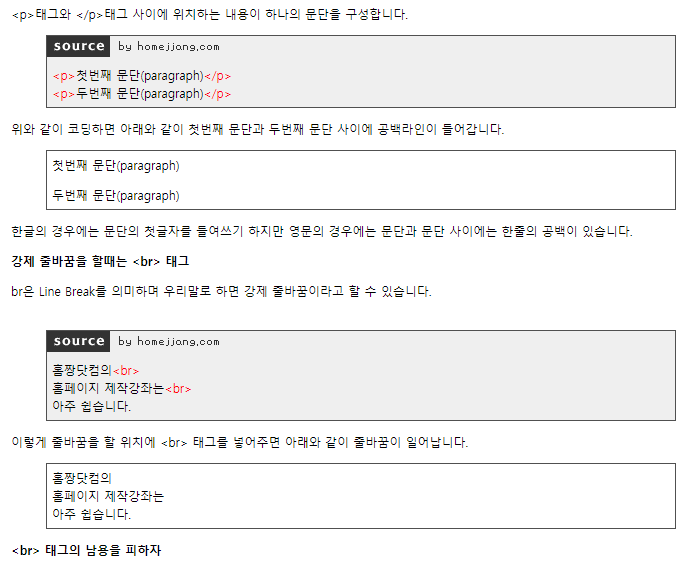 <p>태그와 </p>태그 사이에 위치하는 내용이 하나의 문단을 구성합니다.
source by homejjang.com
<p>첫번째 문단(paragraph)</p>
<p>두번째 문단(paragraph)</p>
위와 같이 코딩하면 아래와 같이 첫번째 문단과 두번째 문단 사이에 공백라인이 들어갑니다.
첫번째 문단(paragraph)
두번째 문단(paragraph)
한글의 경우에는 문단의 첫글자를 들여쓰기 하지만 영문의 경우에는 문단과 문단 사이에는 한줄의 공백이 있습니다.
강제 줄바꿈을 할때는 <br> 태그
br은 Line Break를 의미하며 우리말로 하면 강제 줄바꿈이라고 할 수 있습니다.
source by homejjang.com
홈짱닷컴의<br>
홈페이지 제작강좌는<br>
아주 쉽습니다.
이렇게 줄바꿈을 할 위치에 <br> 태그를 넣어주면 아래와 같이 줄바꿈이 일어납니다.
홈짱닷컴의
홈페이지 제작강좌는
아주 쉽습니다.
<br> 태그의 남용을 피하자